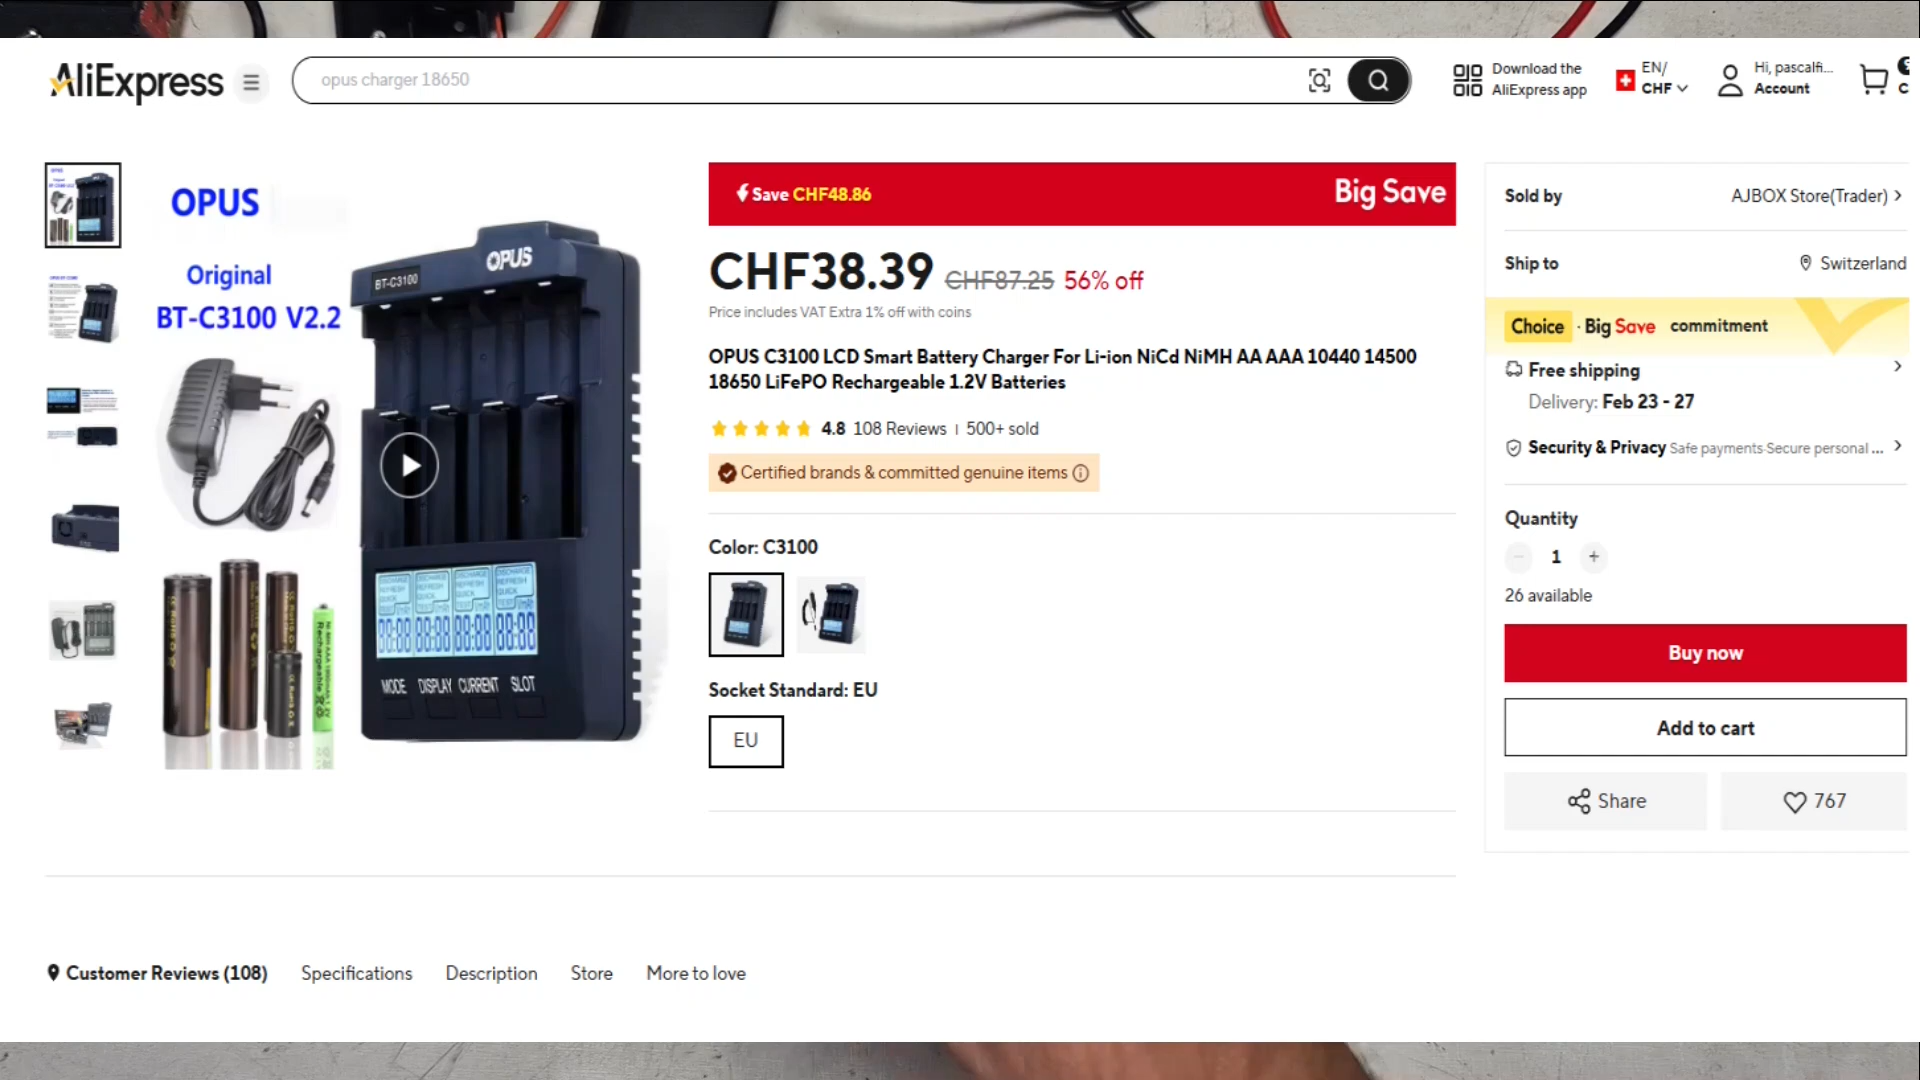 AliExpress
opus charger 18650
Download the
AliExpress app
EN/
CHF
Hi, pascalfi...
Account
OPUS
Original
BT-C3100 V2.2
BT-C3100
OPUS
MODE DISPLAY CURRENT SLOT
Save CHF48.86
Big Save
CHF38.39 CHF87.25 56% off
Price includes VAT Extra 1% off with coins
OPUS C3100 LCD Smart Battery Charger For Li-ion NiCd NiMH AA AAA 10440 14500
18650 LiFePO Rechargeable 1.2V Batteries
4.8 108 Reviews | 500+ sold
Certified brands & committed genuine items
Color: C3100
Socket Standard: EU
EU
Sold by AJBOX Store(Trader)
Ship to Switzerland
Choice · Big Save commitment
Free shipping
Delivery: Feb 23 - 27
Security & Privacy Safe payments·Secure personal ...
Quantity
1
26 available
Buy now
Add to cart
Share 767
Customer Reviews (108) Specifications Description Store More to love